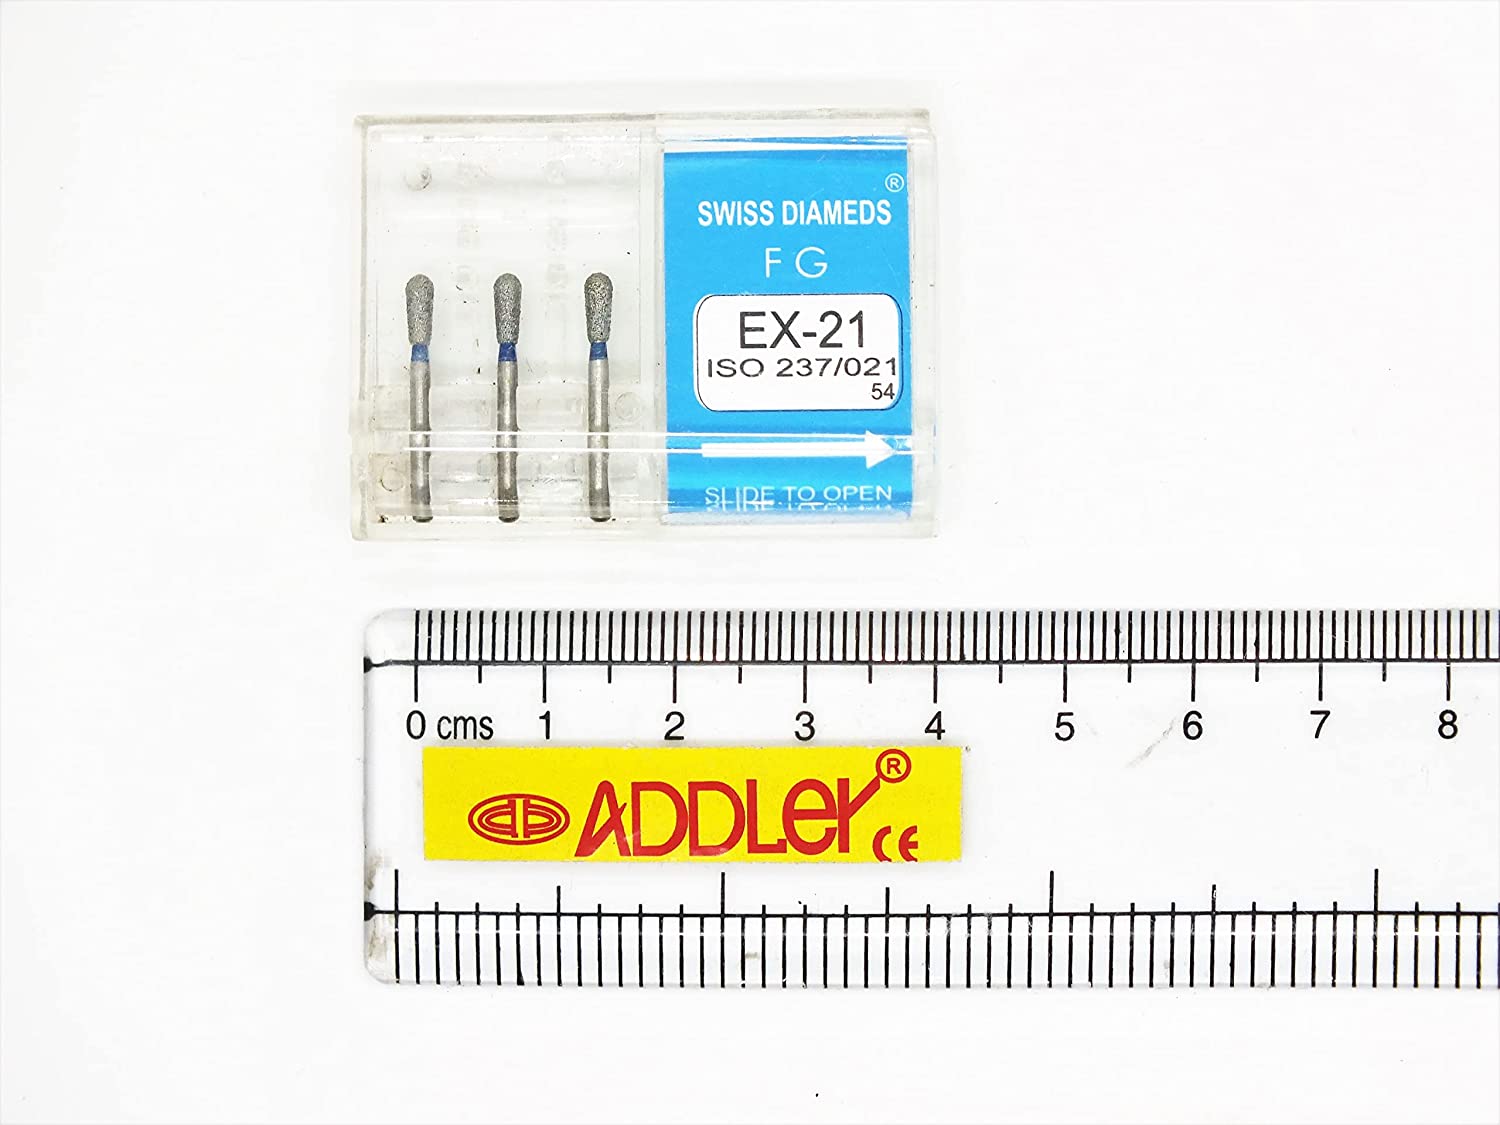 ®
SWISS DIAMEDS
FG
EX-21
ISO 237/021
54
SLIDE TO OPEN
0 cms 1 2 3 4 5 6 7 8
ADDLER®
CE